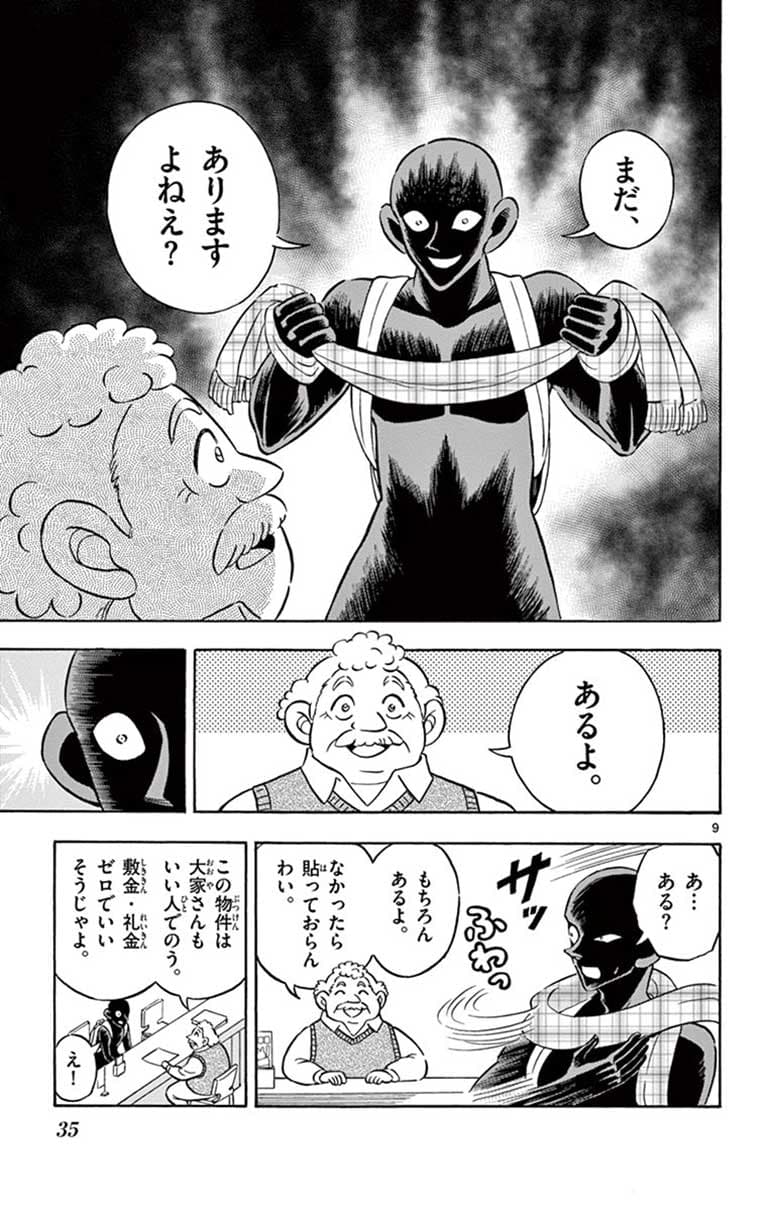 まだ、
あります
よねえ?
あるよ。
9
あ…
ある?
サッ
ふわっ
もちろん
あるよ。
なかったら
貼っておらん
わい。
この物件は
大家さんも
いい人でのう。
敷金・礼金
ゼロでいい
そうじゃよ。
え!
35